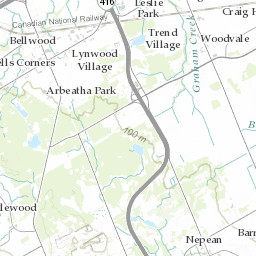 416
Leslie
Park
Craig H
Canadian National Railway
Bellwood
Trend
Village
Woodvale
Graham Creek
Lynwood
Village
lls Corners
Arbeatha Park
100 m
B
lewood
Nepean
Barr